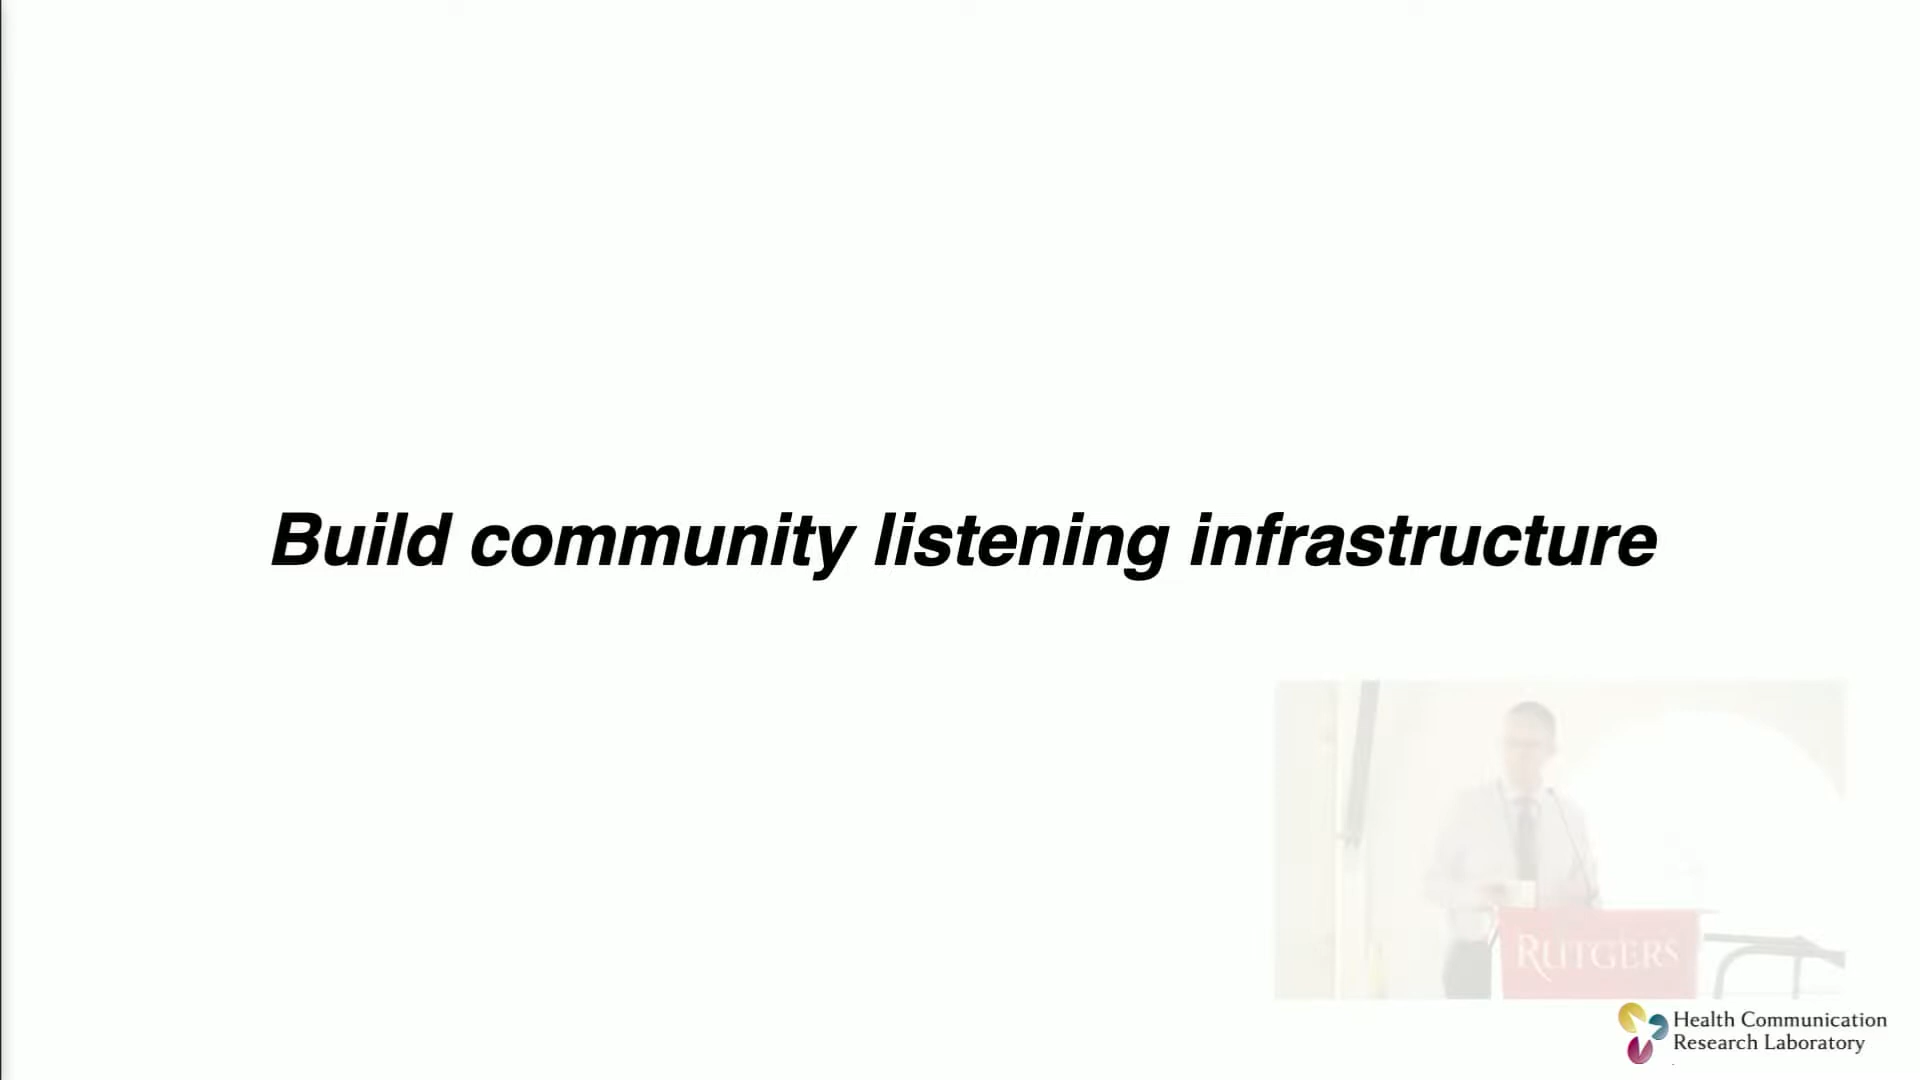 Build community listening infrastructure
RUTGERS
Health Communication
Research Laboratory